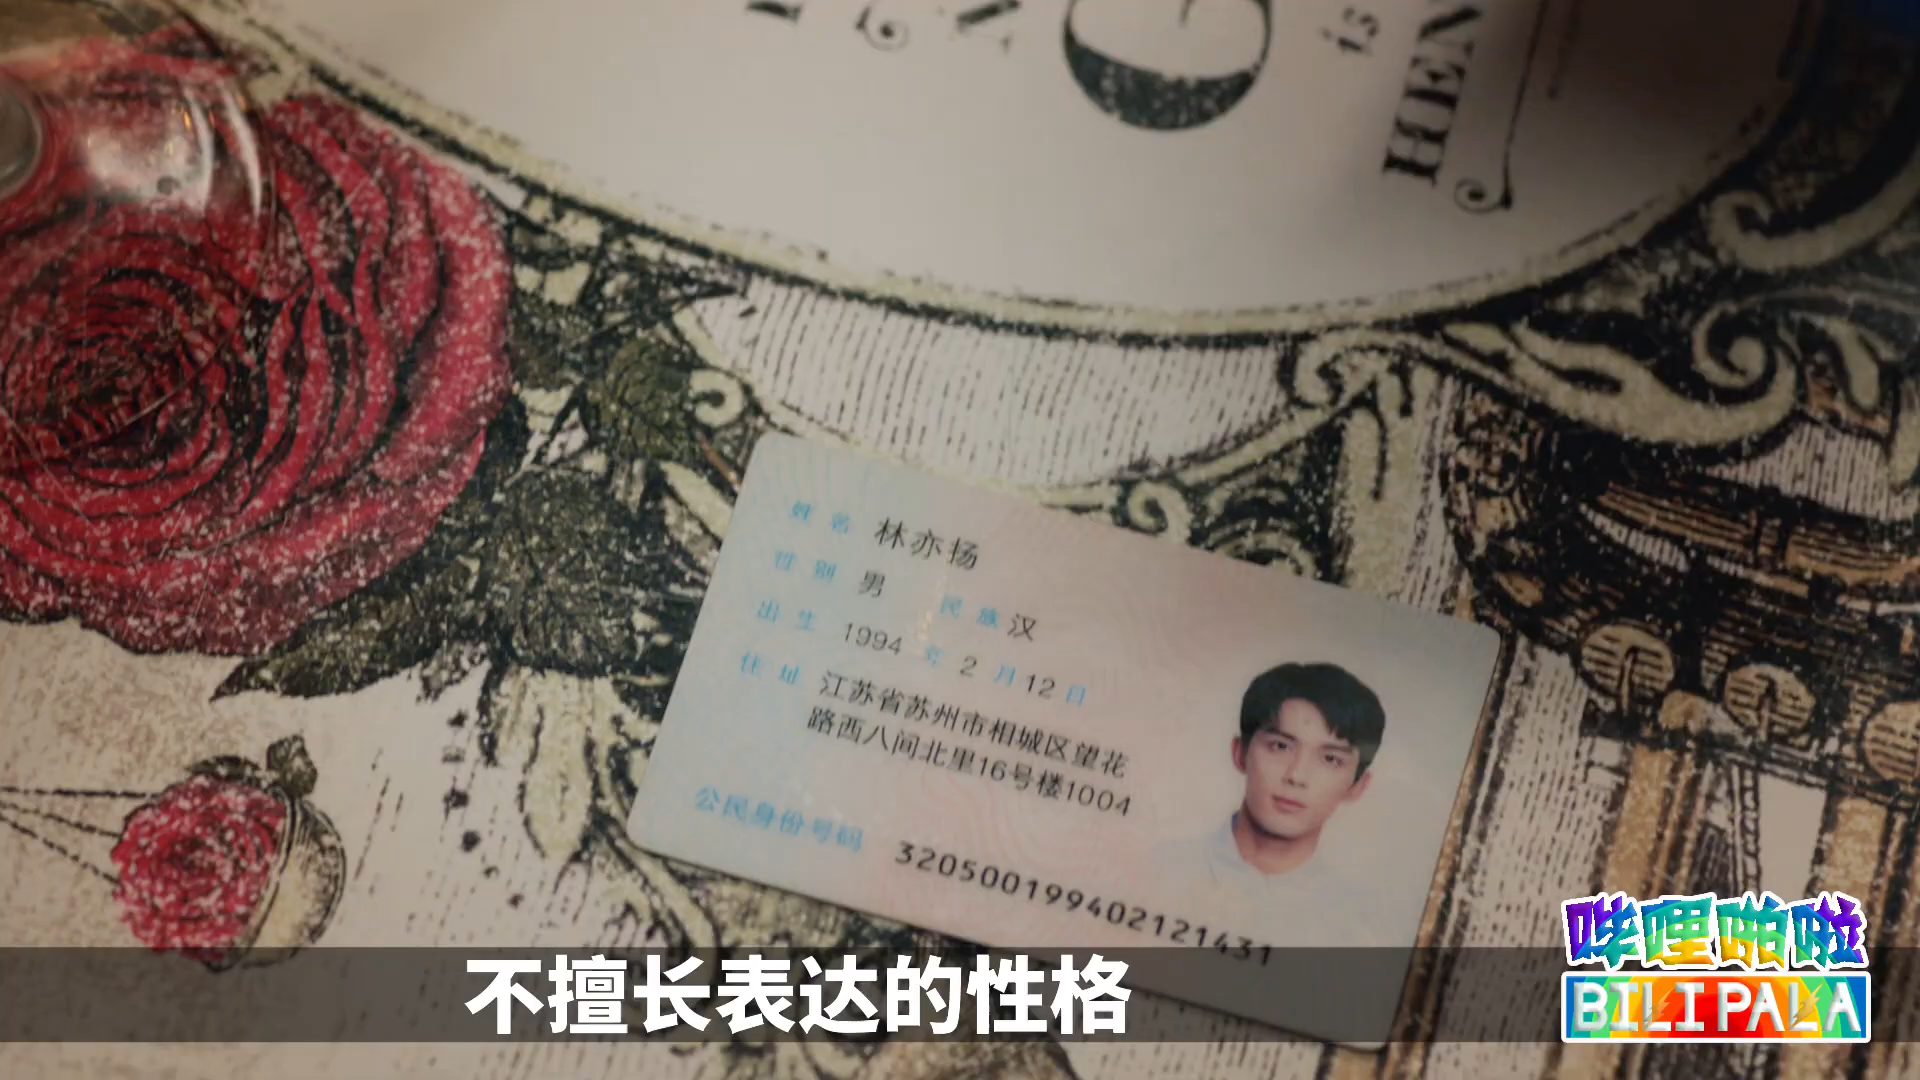 G
is
HEN
姓名 林亦扬
性别 男 民族 汉
出生 1994 年 2 月 12 日
住址 江苏省苏州市相城区望花
路西八间北里16号楼1004
公民身份号码 320500199402121431
不擅长表达的性格
哔哩啪啦
BILIPALA